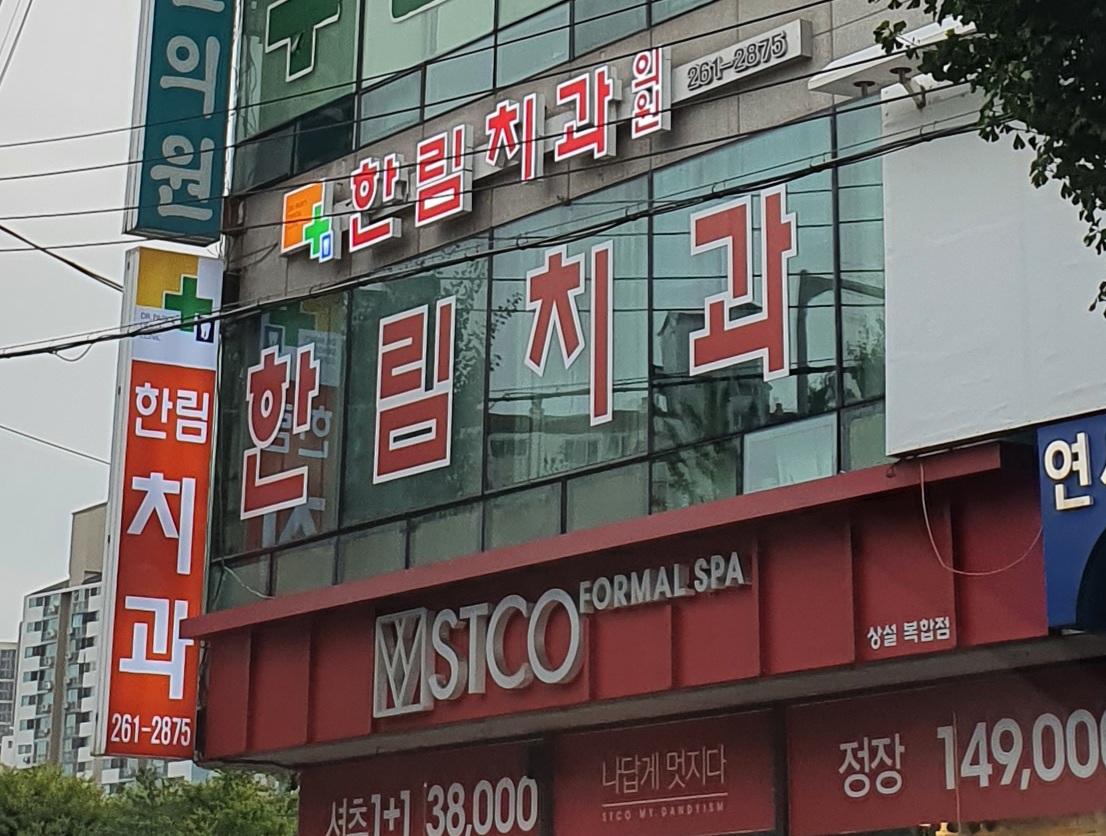 의원
한림치과의원
261-2875
한림치과
한림
치과
261-2875
STCO FORMAL SPA
상설 복합점
연
셔츠 1+1 38,000
나답게 멋지다
STCO MY DANDYISM
정장 149,000